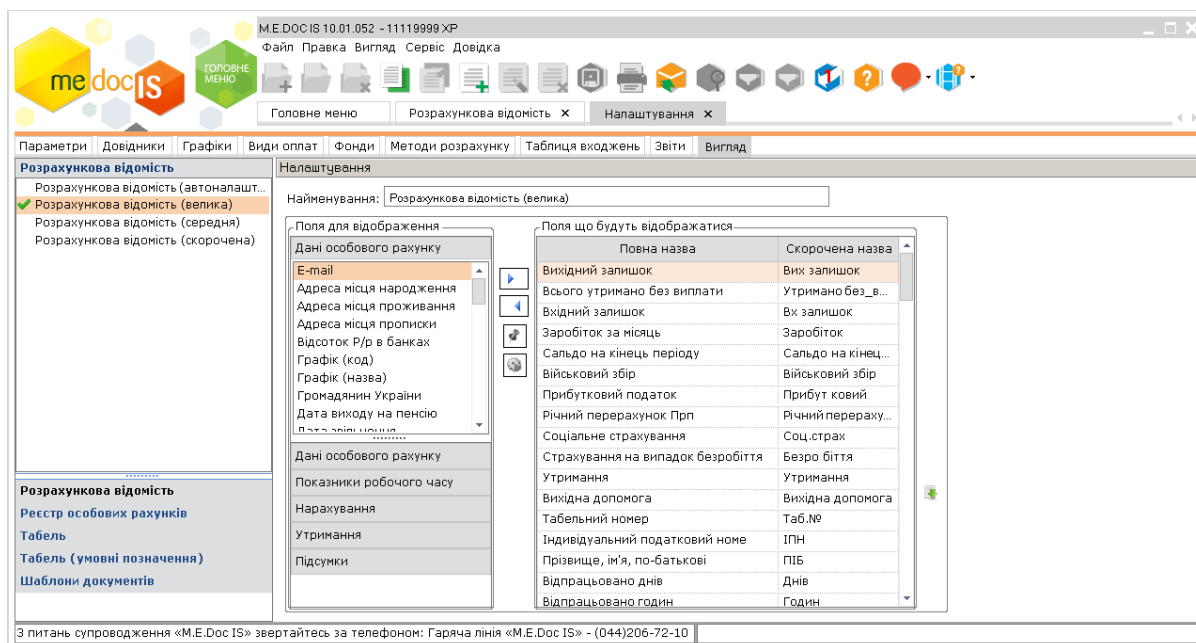 M.E.DOC IS 10.01.052 - 11119999 ХР
Файл Правка Вигляд Сервіс Довідка
me doc IS
ГОЛОВНЕ МЕНЮ
Головне меню Розрахункова відомість x Налаштування x
Параметри Довідники Графіки Види оплат Фонди Методи розрахунку Таблиця входжень Звіти Вигляд
Розрахункова відомість
Розрахункова відомість (автоналашт...
Розрахункова відомість (велика)
Розрахункова відомість (середня)
Розрахункова відомість (скорочена)
Розрахункова відомість
Реєстр особових рахунків
Табель
Табель (умовні позначення)
Шаблони документів
Налаштування
Найменування: Розрахункова відомість (велика)
Поля для відображення
Дані особового рахунку
E-mail
Адреса місця народження
Адреса місця проживання
Адреса місця прописки
Відсоток Р/р в банках
Графік (код)
Графік (назва)
Громадянин України
Дата виходу на пенсію
Дата звільнення
Дані особового рахунку
Показники робочого часу
Нарахування
Утримання
Підсумки
Поля що будуть відображатися
Повна назва Скорочена назва
Вихідний залишок Вих залишок
Всього утримано без виплати Утримано без_в...
Вхідний залишок Вх залишок
Заробіток за місяць Заробіток
Сальдо на кінець періоду Сальдо на кінец...
Військовий збір Військовий збір
Прибутковий податок Прибут ковий
Річний перерахунок Прп Річний перераху...
Соціальне страхування Соц.страх
Страхування на випадок безробіття Безро біття
Утримання Утримання
Вихідна допомога Вихідна допомога
Табельний номер Таб.№
Індивідуальний податковий номе ІПН
Прізвище, ім'я, по-батькові ПІБ
Відпрацьовано днів Днів
Відпрацьовано годин Годин
З питань супроводження «M.E.Doc IS» звертайтесь за телефоном: Гаряча лінія «M.E.Doc IS» - (044)206-72-10